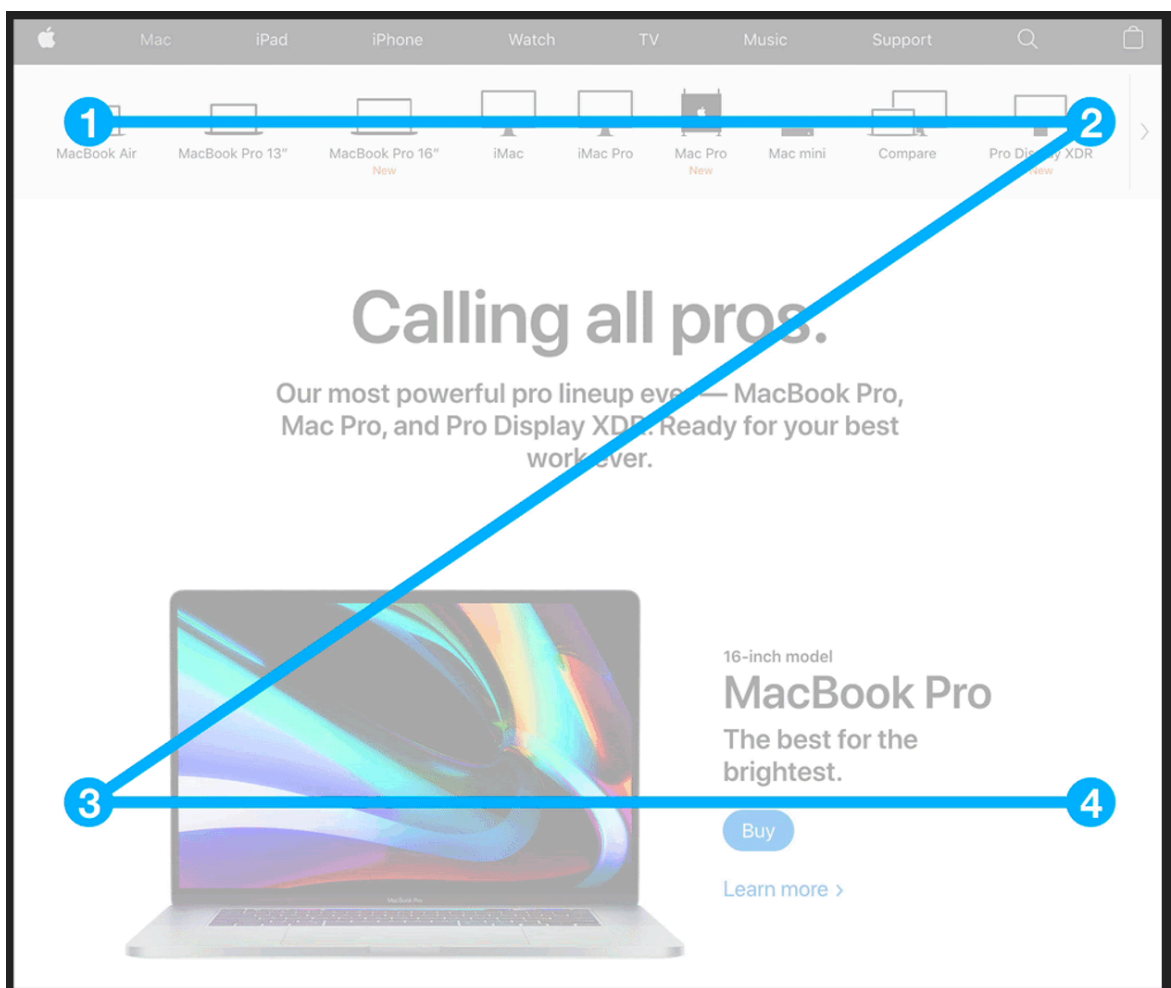 Mac iPad iPhone Watch TV Music Support
1 2
MacBook Air MacBook Pro 13" MacBook Pro 16" iMac iMac Pro Mac Pro Mac mini Compare Pro Display XDR
New New New
Calling all pros.
Our most powerful pro lineup ever — MacBook Pro,
Mac Pro, and Pro Display XDR. Ready for your best
work ever.
16-inch model
MacBook Pro
The best for the
brightest.
3 4
Buy
Learn more >
MacBook Pro